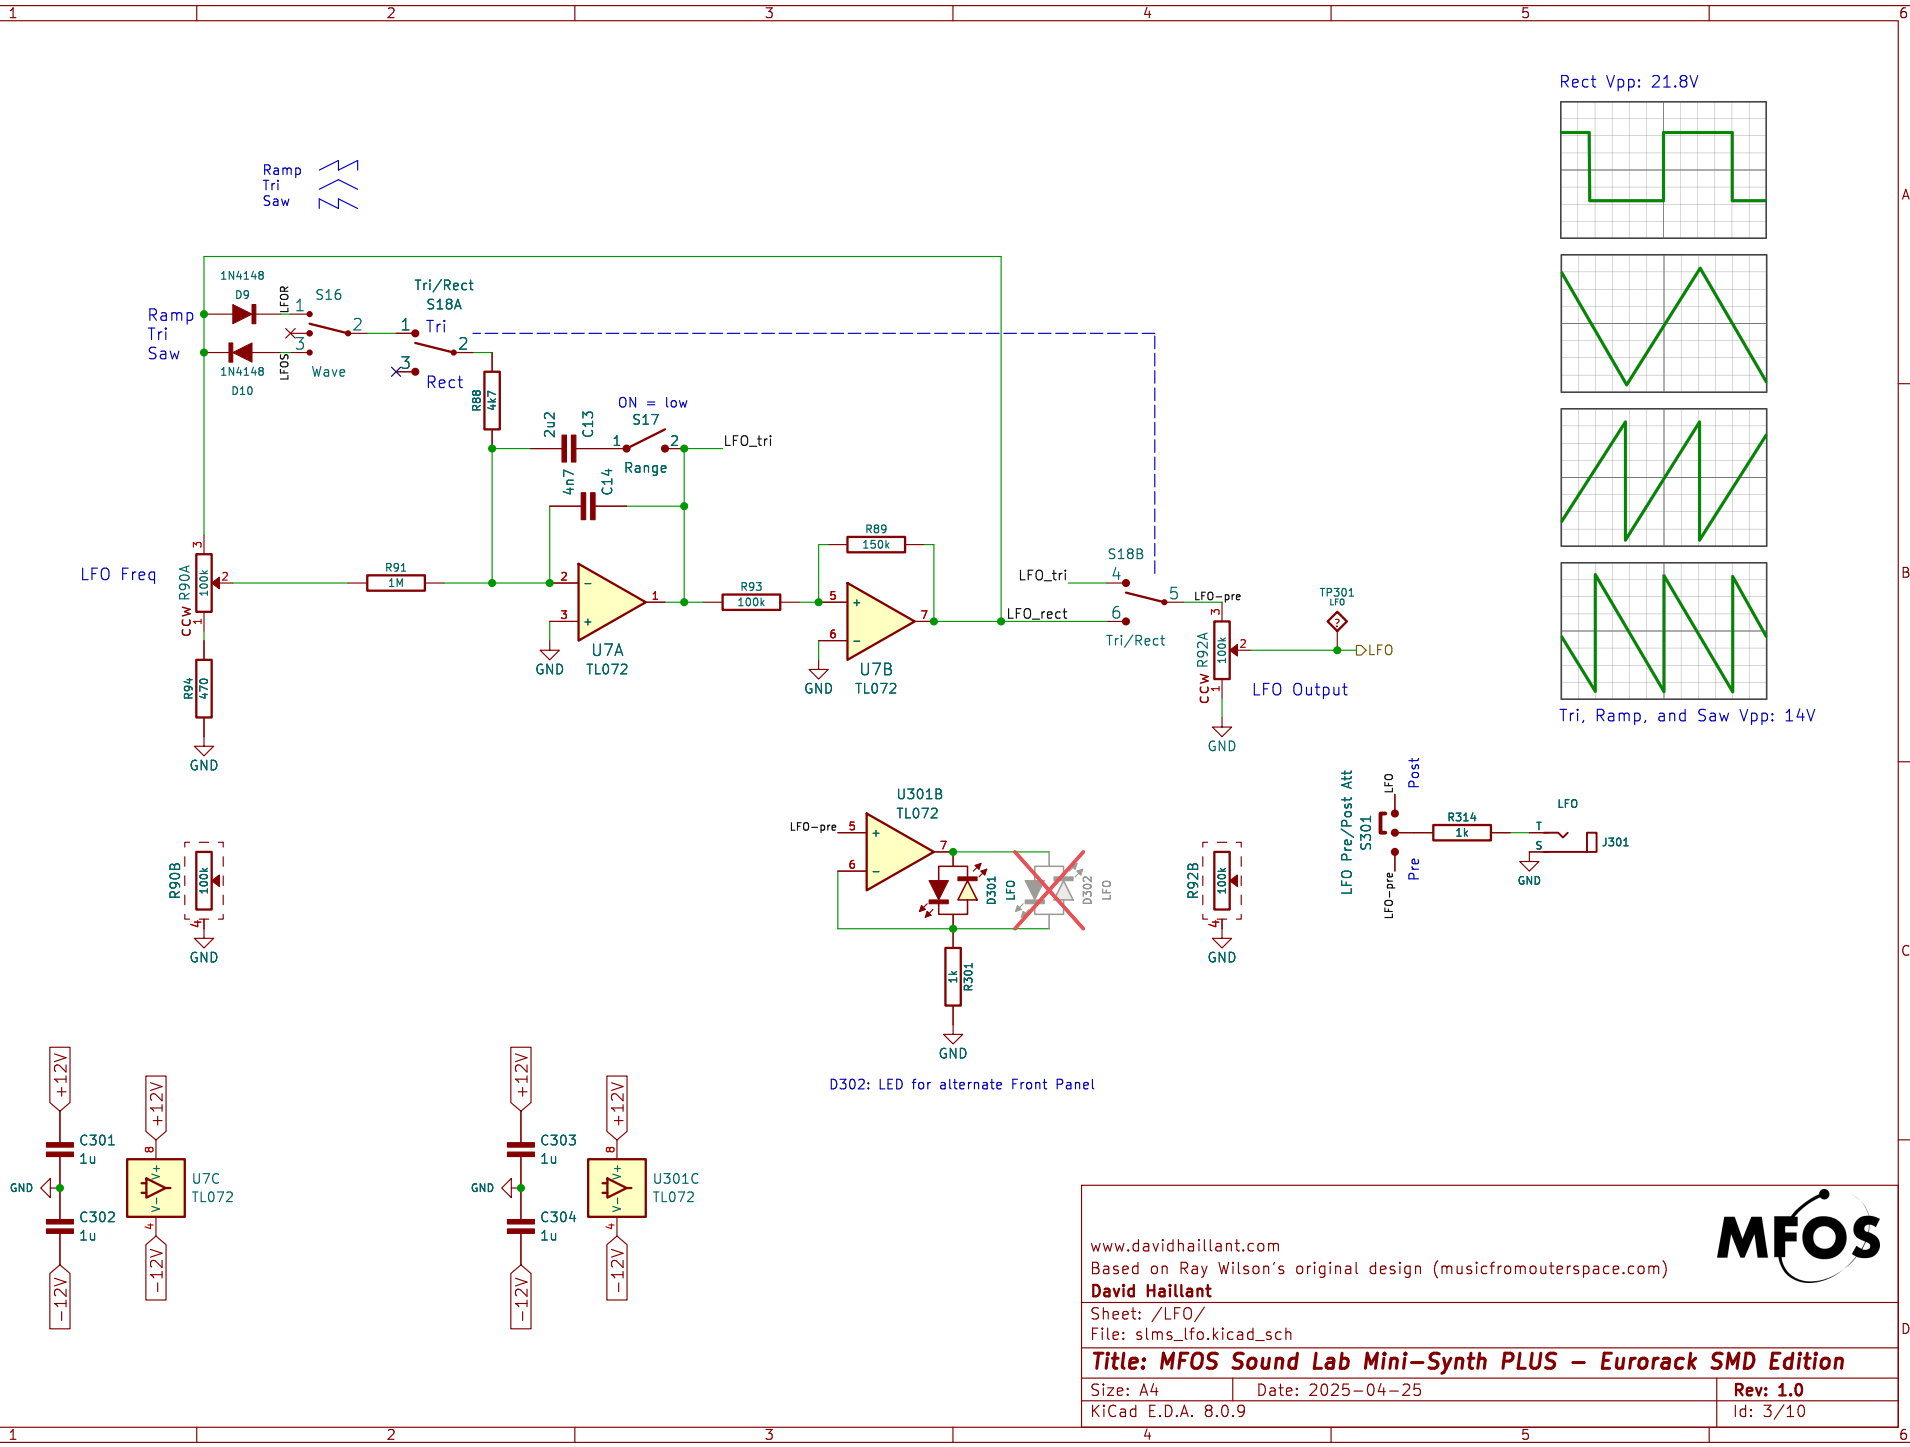 1 2 3 4 5 6
Rect Vpp: 21.8V
Ramp
Tri
Saw
A
1N4148
D9
LFOR
1
S16
2
Tri/Rect
S18A
1 Tri
2
Ramp
Tri
Saw
3
LFOS
1N4148
D10
Wave
3
Rect
R88
4k7
ON = low
S17
2u2
C13
1
2
LFO_tri
Range
4n7
C14
R89
150k
LFO Freq
3
R90A
100k
2
CCW
1
R91
1M
2
−
3
+
1
U7A
TL072
GND
R93
100k
5
+
6
−
7
U7B
TL072
GND
LFO_rect
S18B
LFO_tri
4
5
6
Tri/Rect
LFO-pre
3
R92A
100k
2
CCW
1
LFO Output
GND
TP301
LFO
?
LFO
B
R94
470
GND
Tri, Ramp, and Saw Vpp: 14V
U301B
TL072
LFO-pre
5
+
6
−
7
D301
LFO
D302
LFO
R301
1k
GND
D302: LED for alternate Front Panel
R90B
100k
4
GND
R92B
100k
4
GND
LFO Pre/Post Att
S301
LFO
Post
LFO-pre
Pre
R314
1k
LFO
T
S
J301
GND
C
+12V
+12V
C301
1u
GND
C302
1u
8
V+
V−
4
U7C
TL072
−12V
−12V
+12V
+12V
C303
1u
GND
C304
1u
8
V+
V−
4
U301C
TL072
−12V
−12V
MFOS
www.davidhaillant.com
Based on Ray Wilson's original design (musicfromouterspace.com)
David Haillant
Sheet: /LFO/
File: slms_lfo.kicad_sch
D
Title: MFOS Sound Lab Mini−Synth PLUS − Eurorack SMD Edition
Size: A4 Date: 2025−04−25 Rev: 1.0
KiCad E.D.A. 8.0.9 Id: 3/10
1 2 3 4 5 6